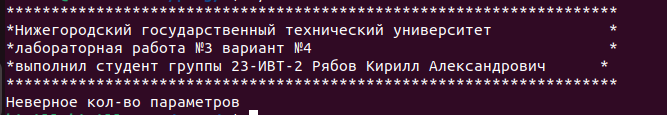 ********************************************************************
*Нижегородский государственный технический университет             *
*лабораторная работа №3 вариант №4                                 *
*выполнил студент группы 23-ИВТ-2 Рябов Кирилл Александрович      *
********************************************************************
Неверное кол-во параметров